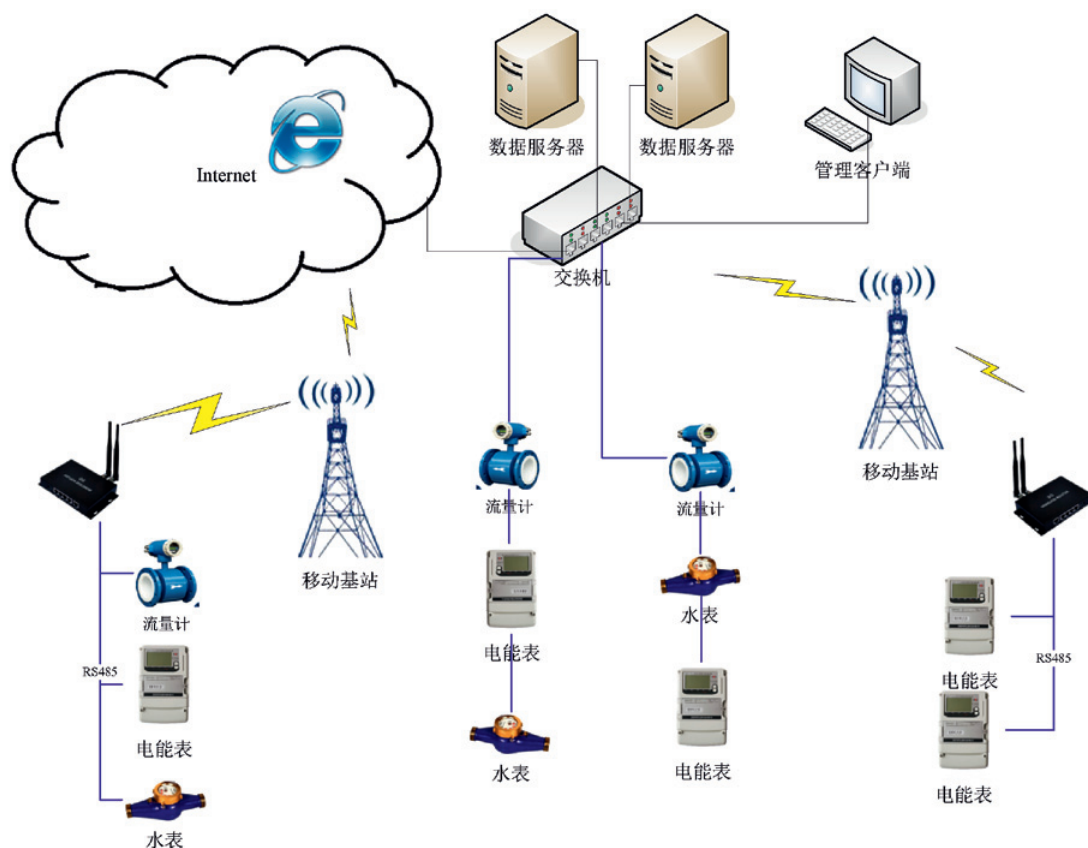 数据服务器
数据服务器
管理客户端
Internet
交换机
移动基站
流量计
流量计
移动基站
流量计
水表
电能表
RS485
RS485
电能表
电能表
水表
电能表
电能表
水表